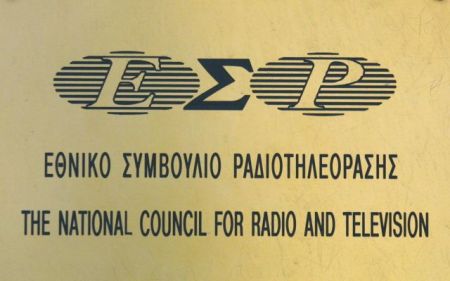 ΕΣΡ
ΕΘΝΙΚΟ ΣΥΜΒΟΥΛΙΟ ΡΑΔΙΟΤΗΛΕΟΡΑΣΗΣ
THE NATIONAL COUNCIL FOR RADIO AND TELEVISION